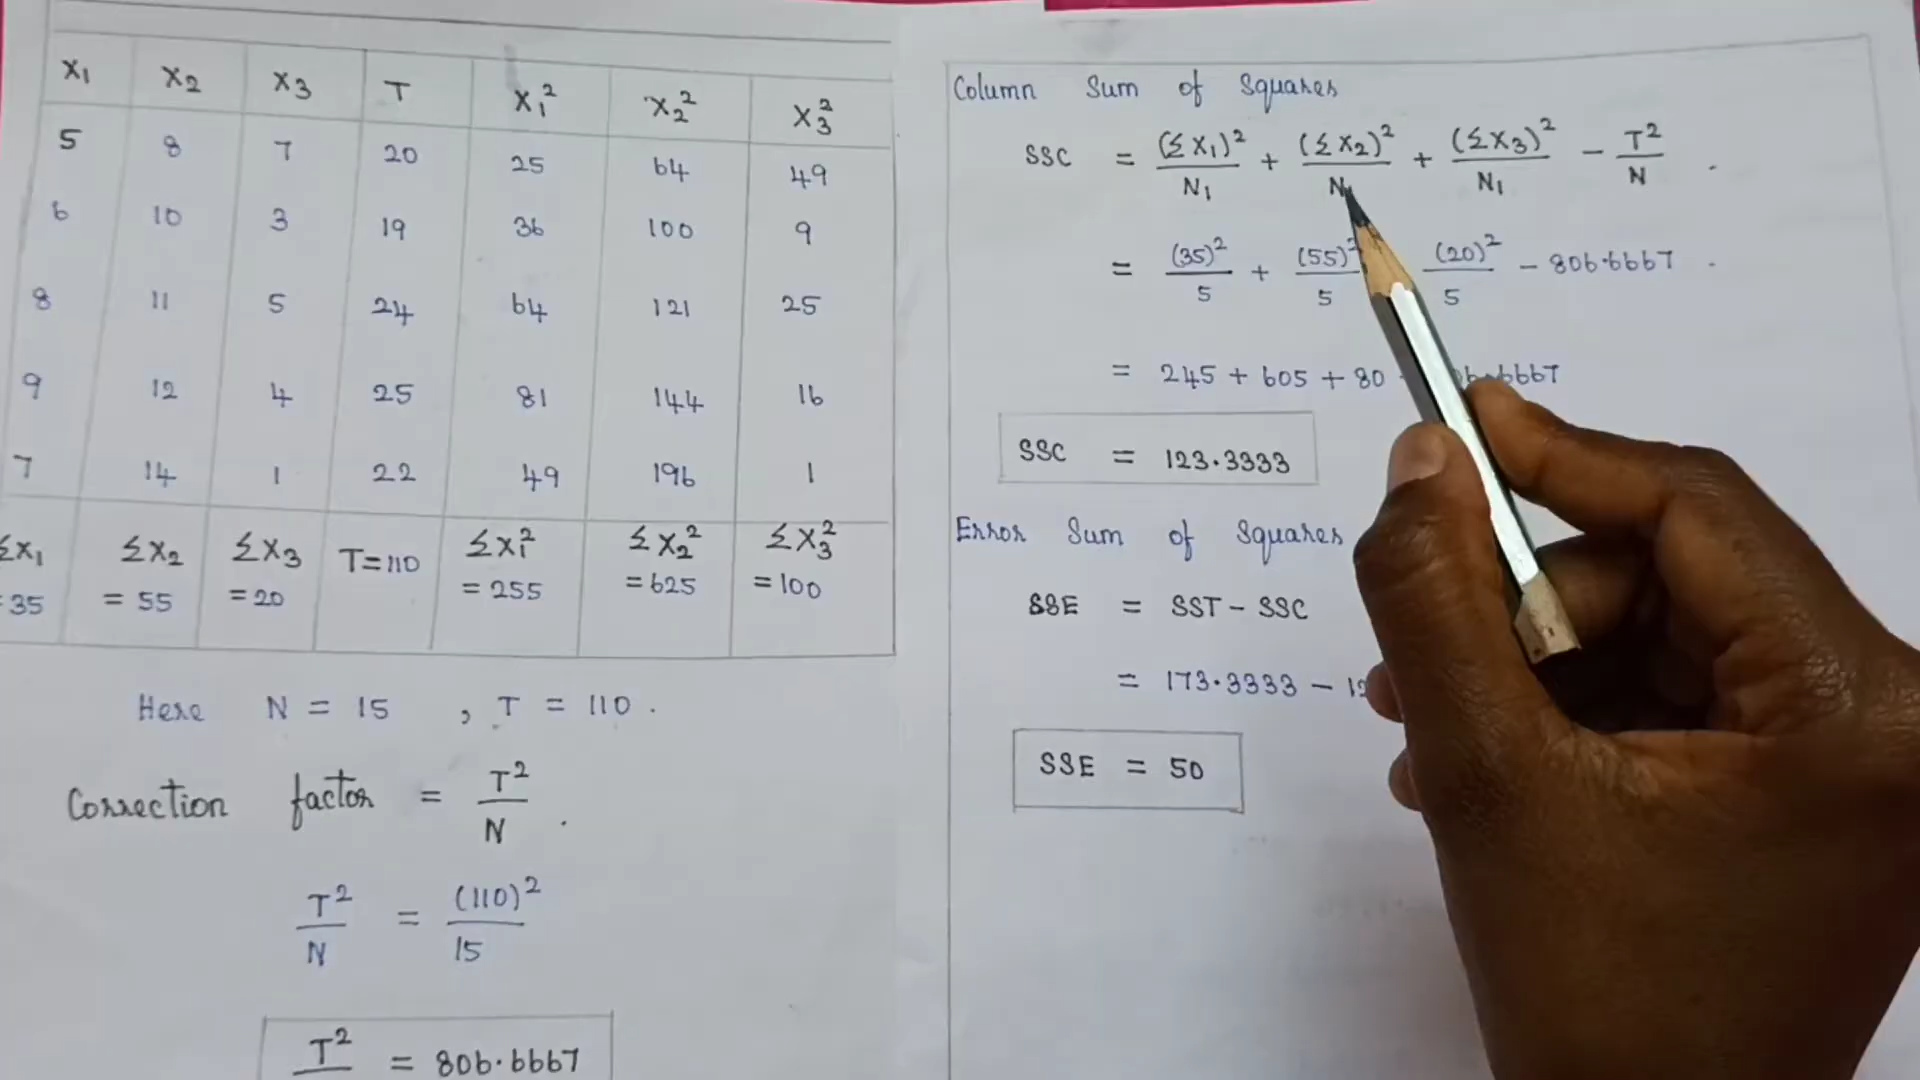 X₁ X₂ X₃ T X₁² X₂² X₃²
5 8 7 20 25 64 49
6 10 3 19 36 100 9
8 11 5 24 64 121 25
9 12 4 25 81 144 16
7 14 1 22 49 196 1
ΣX₁ ΣX₂ ΣX₃ T=110 ΣX₁² ΣX₂² ΣX₃²
= 35 = 55 = 20 = 255 = 625 = 100
Here N = 15 , T = 110 .
Correction factor = T²/N .
T²/N = (110)²/15
T² = 806.6667
Column Sum of Squares
SSC = (ΣX₁)²/N₁ + (ΣX₂)²/N₁ + (ΣX₃)²/N₁ - T²/N .
= (35)²/5 + (55)²/5 (20)²/5 - 806.6667 .
= 245 + 605 + 80 6667
SSC = 123.3333
Error Sum of Squares
SSE = SST - SSC
= 173.3333 - 12
SSE = 50